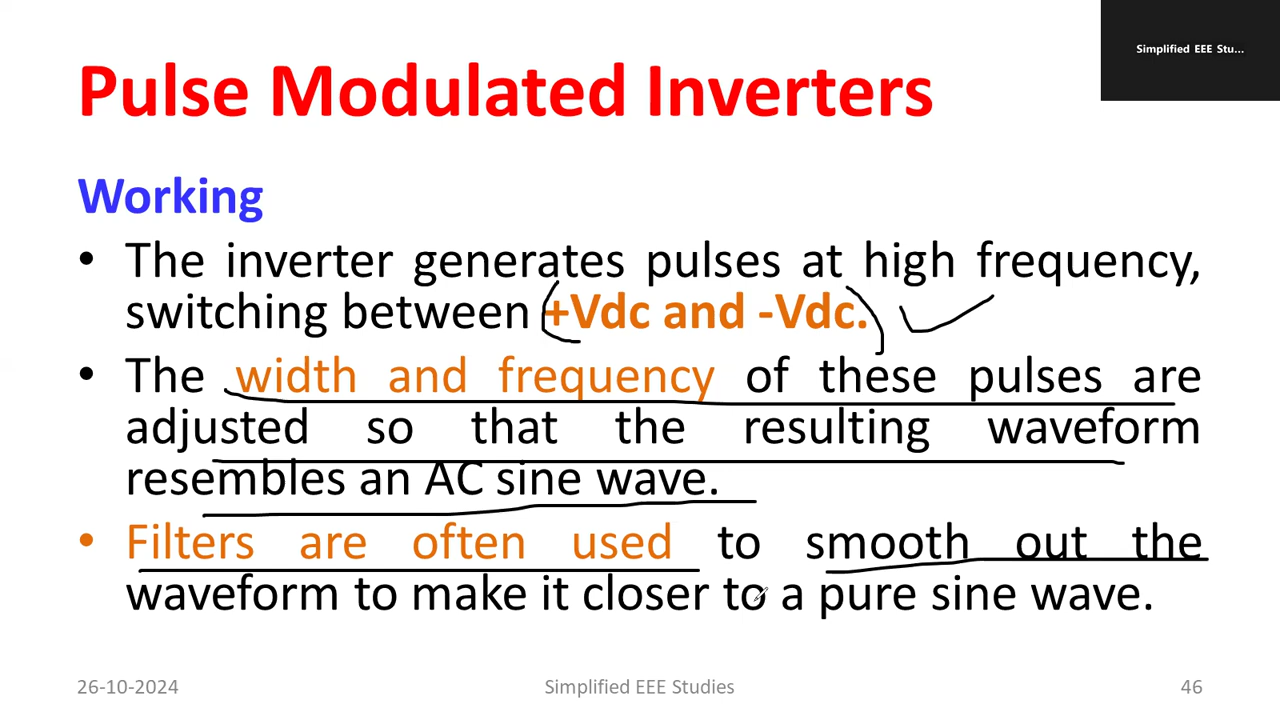 Simplified EEE Stu...
Pulse Modulated Inverters
Working
• The inverter generates pulses at high frequency,
switching between +Vdc and -Vdc.
• The width and frequency of these pulses are
adjusted so that the resulting waveform
resembles an AC sine wave.
• Filters are often used to smooth out the
waveform to make it closer to a pure sine wave.
26-10-2024 Simplified EEE Studies 46